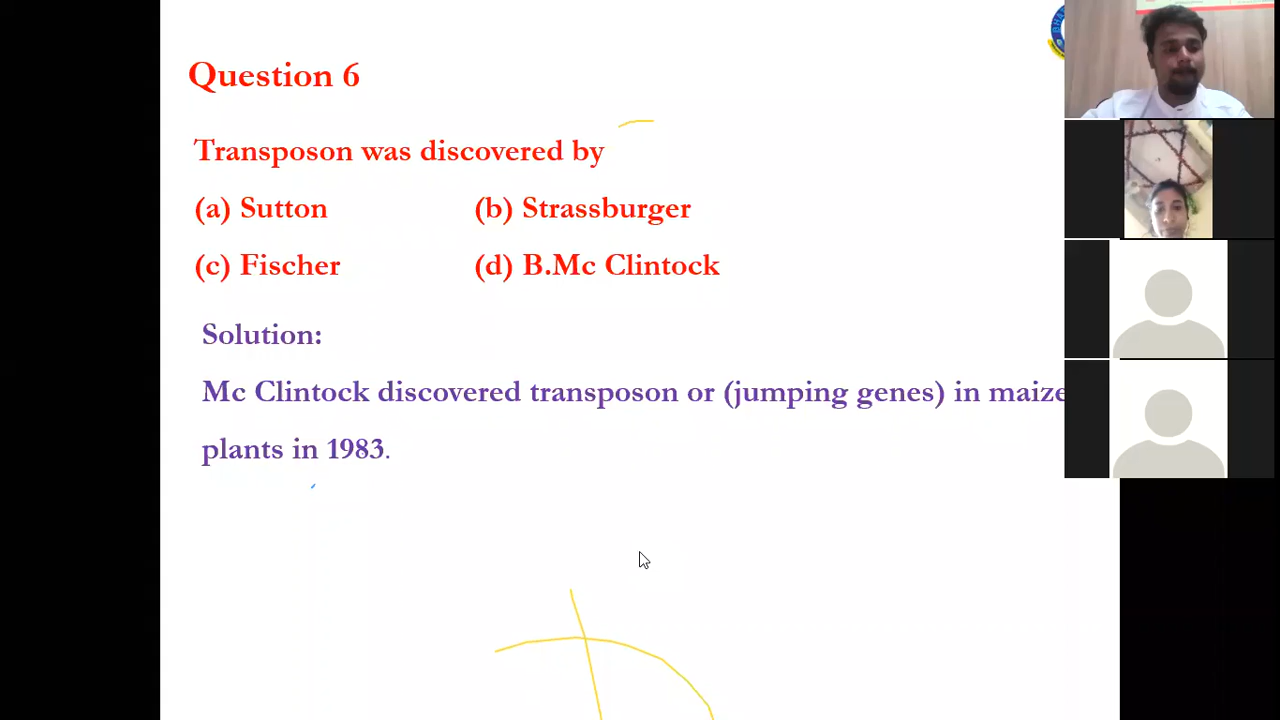 Question 6
Transposon was discovered by
(a) Sutton (b) Strassburger
(c) Fischer (d) B.Mc Clintock
Solution:
Mc Clintock discovered transposon or (jumping genes) in maize
plants in 1983.